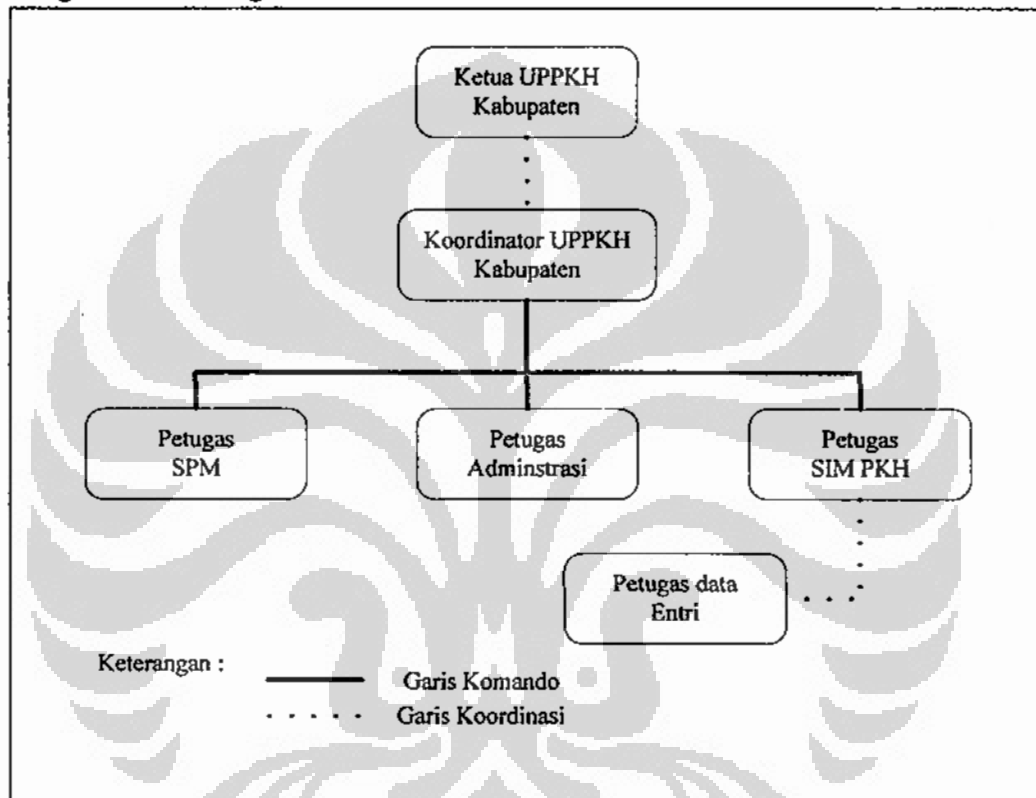 Ketua UPPKH
Kabupaten
Koordinator UPPKH
Kabupaten
Petugas
SPM
Petugas
Adminstrasi
Petugas
SIM PKH
Petugas data
Entri
Keterangan :
Garis Komando
Garis Koordinasi